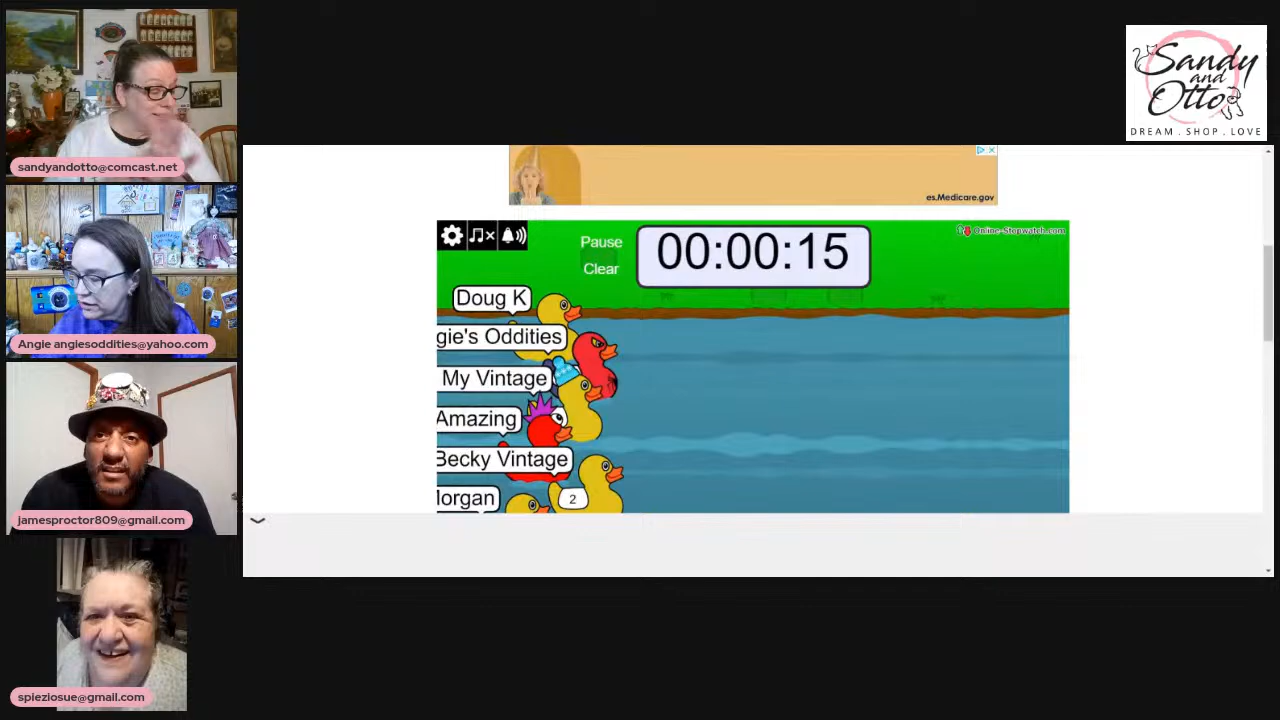 Sandy
and
Otto
DREAM . SHOP . LOVE
sandyandotto@comcast.net
Angie angiesoddities@yahoo.com
jamesproctor809@gmail.com
spieziosue@gmail.com
es.Medicare.gov
Pause
Clear
00:00:15
Online-Stopwatch.com
Doug K
gie's Oddities
My Vintage
Amazing
Becky Vintage
Morgan
2